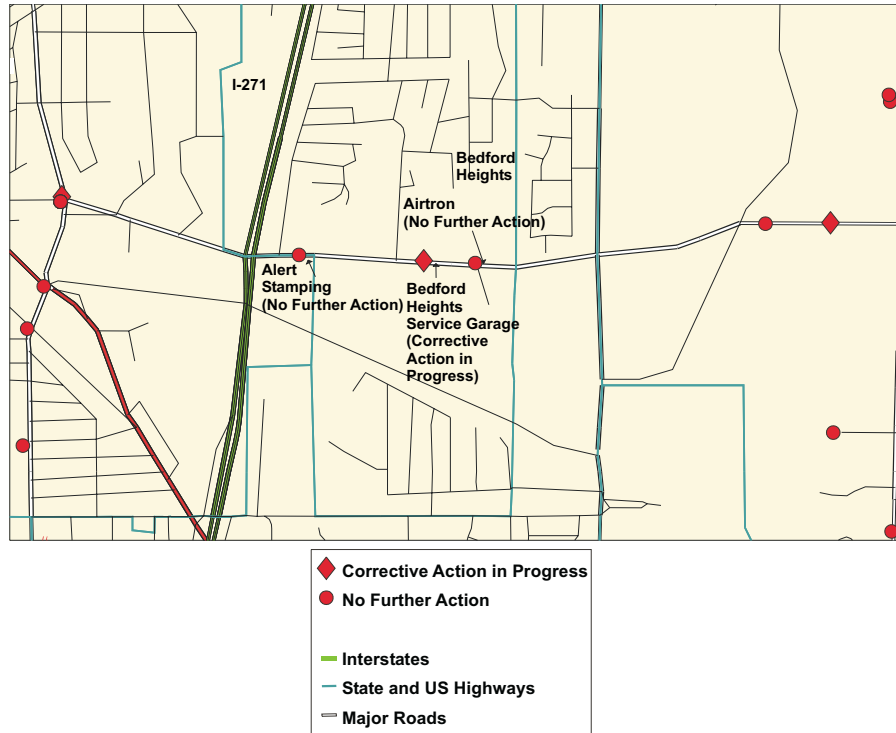 I-271
Bedford
Heights
Airtron
(No Further Action)
Alert
Stamping
(No Further Action)
Bedford
Heights
Service Garage
(Corrective
Action in
Progress)
Corrective Action in Progress
No Further Action
Interstates
State and US Highways
Major Roads